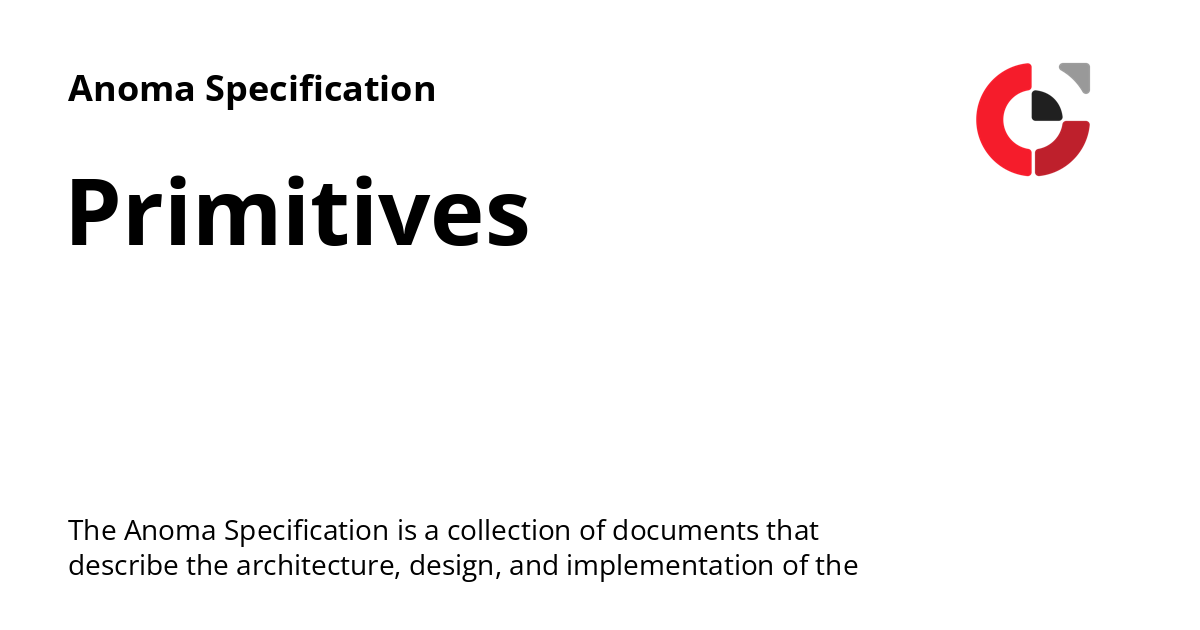 Anoma Specification
Primitives
The Anoma Specification is a collection of documents that
describe the architecture, design, and implementation of the